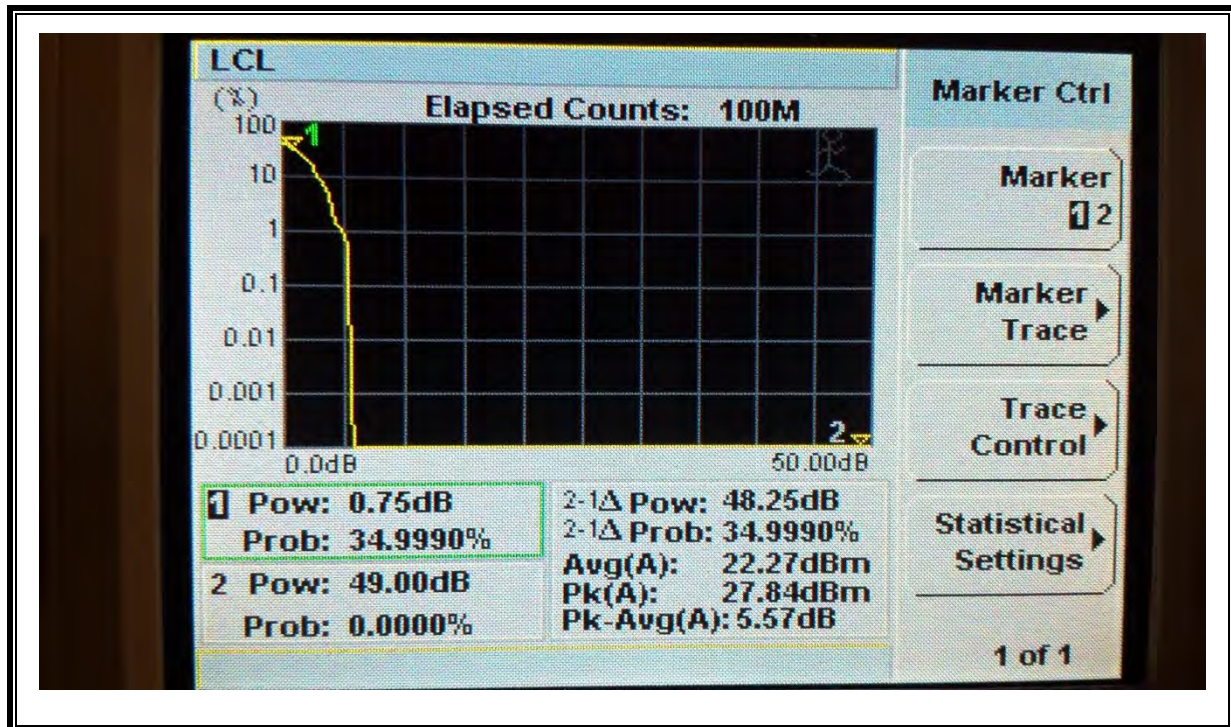 LCL
(%)
Elapsed Counts: 100M
100
1
10
1
0.1
0.01
0.001
0.0001
2
0.0dB
50.00dB
1 Pow: 0.75dB
Prob: 34.9990%
2 Pow: 49.00dB
Prob: 0.0000%
2-1Δ Pow: 48.25dB
2-1Δ Prob: 34.9990%
Avg(A): 22.27dBm
Pk(A): 27.84dBm
Pk-Avg(A): 5.57dB
Marker Ctrl
Marker
1 2
Marker
Trace
Trace
Control
Statistical
Settings
1 of 1